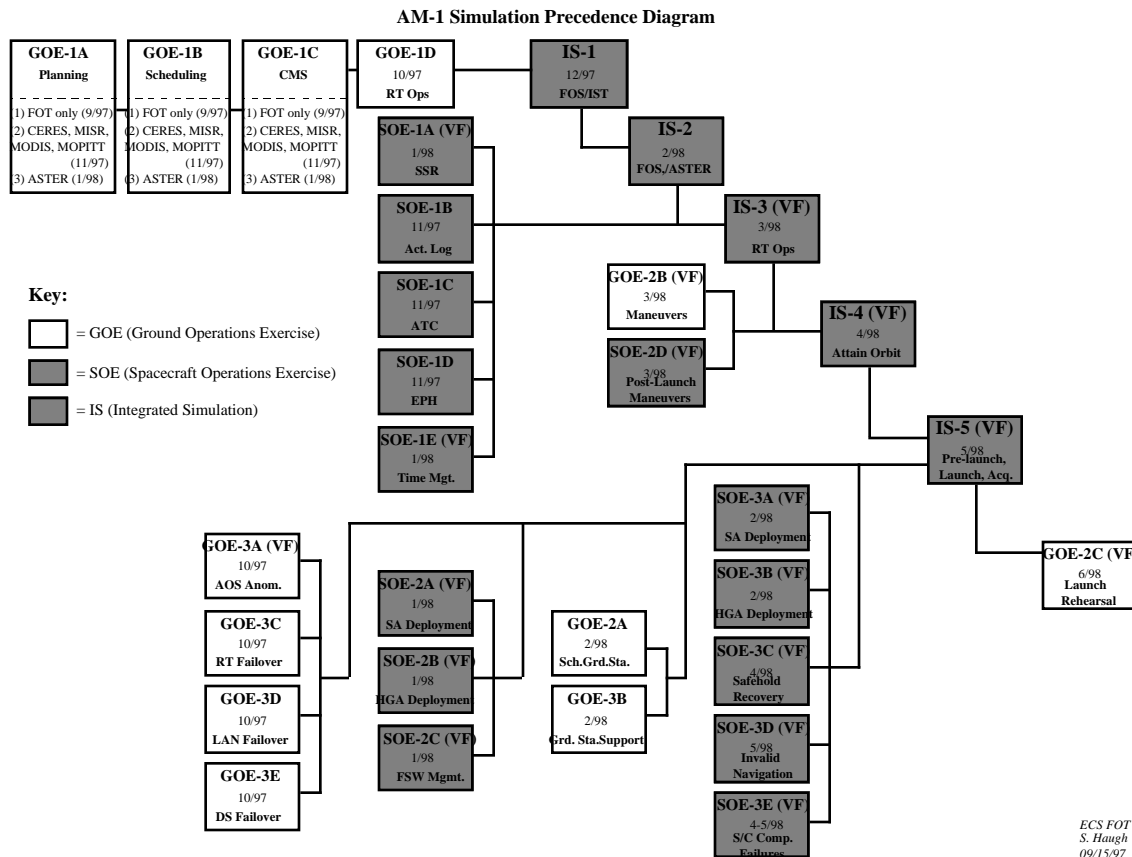 AM-1 Simulation Precedence Diagram
GOE-1A
Planning
(1) FOT only (9/97)
(2) CERES, MISR,
MODIS, MOPITT
(11/97)
(3) ASTER (1/98)
GOE-1B
Scheduling
(1) FOT only (9/97)
(2) CERES, MISR,
MODIS, MOPITT
(11/97)
(3) ASTER (1/98)
GOE-1C
CMS
(1) FOT only (9/97)
(2) CERES, MISR,
MODIS, MOPITT
(11/97)
(3) ASTER (1/98)
GOE-1D
10/97
RT Ops
IS-1
12/97
FOS/IST
SOE-1A (VF)
1/98
SSR
IS-2
2/98
FOS,/ASTER
SOE-1B
11/97
Act. Log
IS-3 (VF)
3/98
RT Ops
SOE-1C
11/97
ATC
GOE-2B (VF)
3/98
Maneuvers
IS-4 (VF)
4/98
Attain Orbit
Key:
= GOE (Ground Operations Exercise)
= SOE (Spacecraft Operations Exercise)
= IS (Integrated Simulation)
SOE-1D
11/97
EPH
SOE-2D (VF)
3/98
Post-Launch
Maneuvers
SOE-1E (VF)
1/98
Time Mgt.
IS-5 (VF)
5/98
Pre-launch,
Launch, Acq.
SOE-3A (VF)
2/98
SA Deployment
GOE-3A (VF)
10/97
AOS Anom.
GOE-2C (VF
6/98
Launch
Rehearsal
SOE-2A (VF)
1/98
SA Deployment
SOE-3B (VF)
2/98
HGA Deployment
GOE-3C
10/97
RT Failover
GOE-2A
2/98
Sch.Grd.Sta.
SOE-2B (VF)
1/98
HGA Deployment
SOE-3C (VF)
4/98
Safehold
Recovery
GOE-3D
10/97
LAN Failover
GOE-3B
2/98
Grd. Sta.Support
SOE-2C (VF)
1/98
FSW Mgmt.
SOE-3D (VF)
5/98
Invalid
Navigation
GOE-3E
10/97
DS Failover
SOE-3E (VF)
4-5/98
S/C Comp.
Failures
ECS FOT
S. Haugh
09/15/97